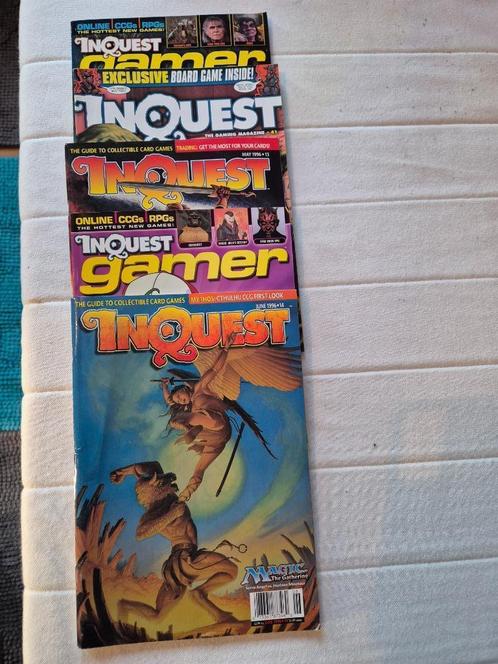 ONLINE CCGs RPGs
THE HOTTEST NEW GAMES!
INQUEST
gamer
EXCLUSIVE BOARD GAME INSIDE!
INQUEST
THE GAMING MAGAZINE • 41
THE GUIDE TO COLLECTIBLE CARD GAMES TRADING: GET THE MOST FOR YOUR CARDS!
MAY 1996 • 13
INQUEST
ONLINE CCGs RPGs
THE HOTTEST NEW GAMES!
INQUEST
gamer
THE GUIDE TO COLLECTIBLE CARD GAMES MYTHOS: CTHULHU CCG FIRST LOOK
JUNE 1996 • 14
INQUEST
MAGIC
The Gathering